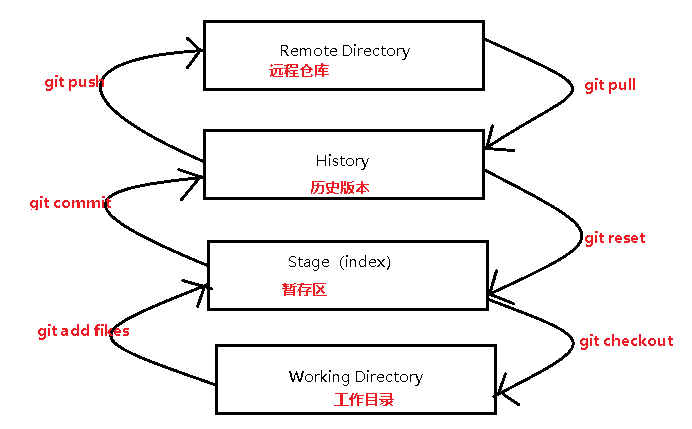 Remote Directory
远程仓库
git push
git pull
History
历史版本
git commit
git reset
Stage (index)
暂存区
git add fikes
git checkout
Working Directory
工作目录